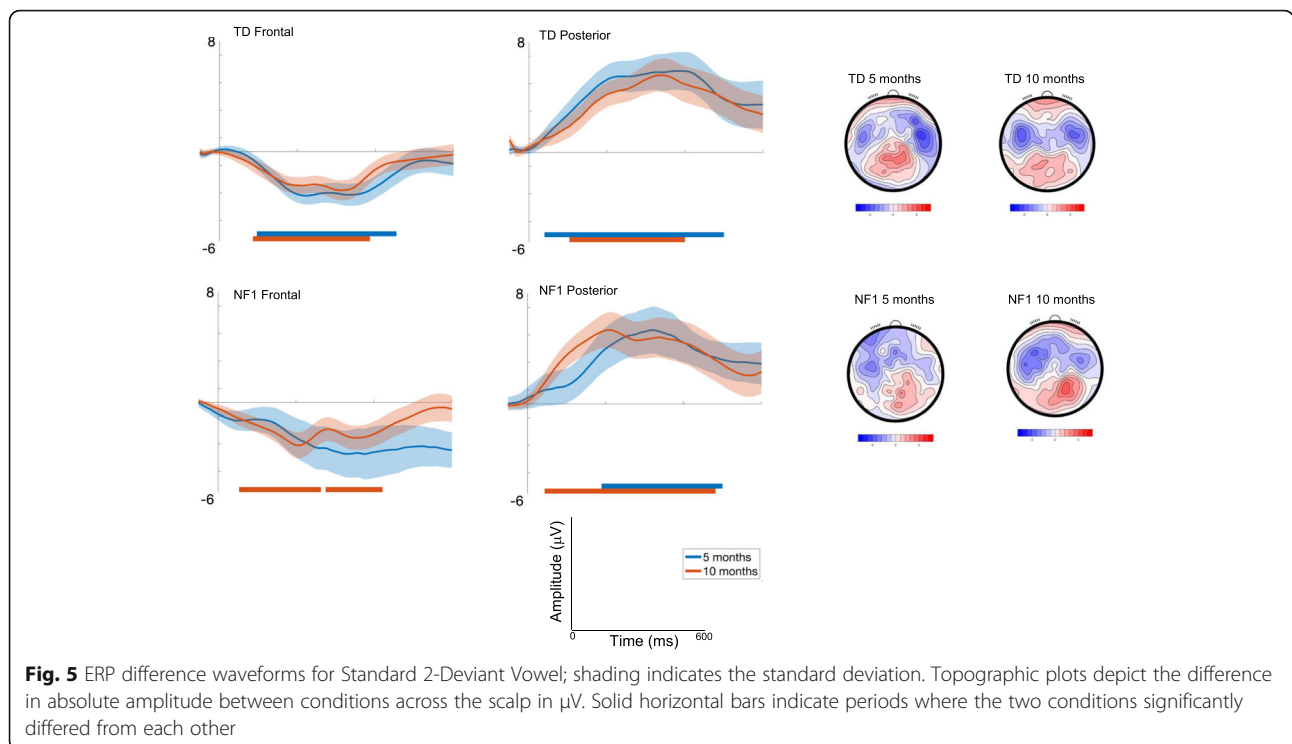 TD Frontal
8
-6
TD Posterior
8
-6
TD 5 months
TD 10 months
NF1 Frontal
8
-6
NF1 Posterior
8
-6
NF1 5 months
NF1 10 months
Amplitude (µV)
0
600
Time (ms)
5 months
10 months
Fig. 5 ERP difference waveforms for Standard 2-Deviant Vowel; shading indicates the standard deviation. Topographic plots depict the difference
in absolute amplitude between conditions across the scalp in µV. Solid horizontal bars indicate periods where the two conditions significantly
differed from each other